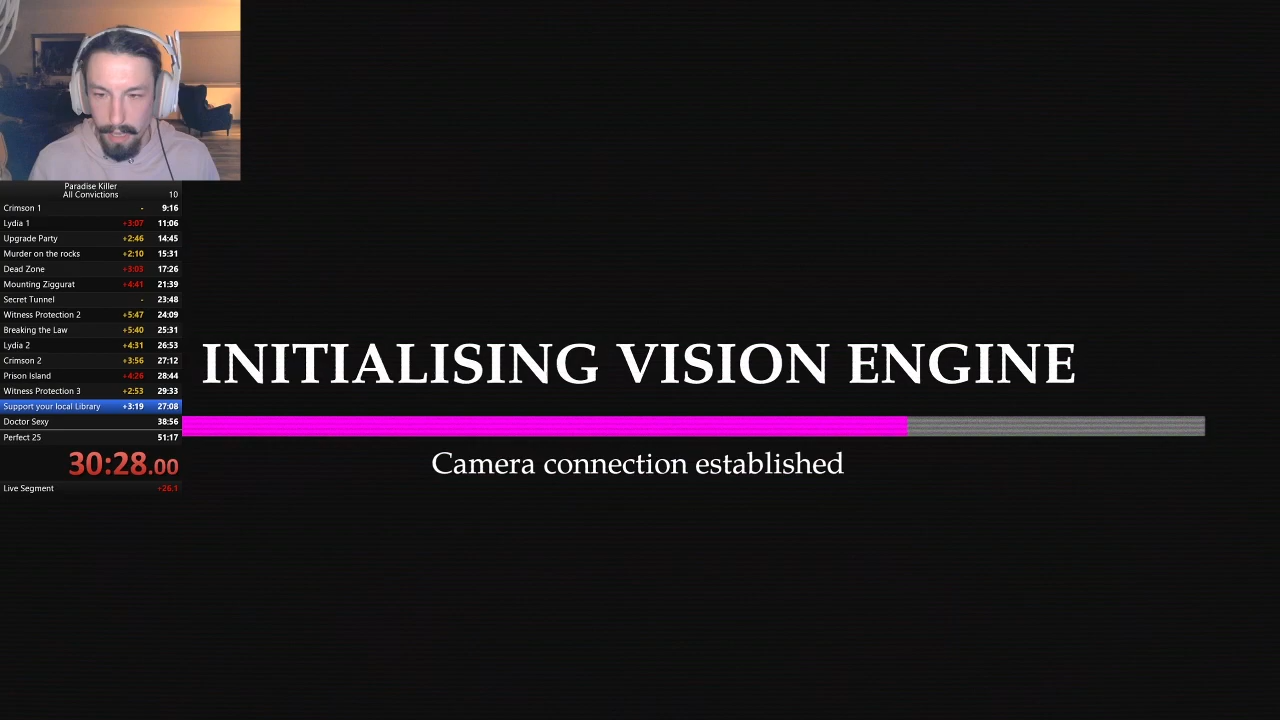 Paradise Killer
All Convictions 10
Crimson 1 - 9:16
Lydia 1 +3:07 11:06
Upgrade Party +2:46 14:45
Murder on the rocks +2:10 15:31
Dead Zone +3:03 17:26
Mounting Ziggurat +4:41 21:39
Secret Tunnel - 23:48
Witness Protection 2 +5:47 24:09
Breaking the Law +5:40 25:31
Lydia 2 +4:31 26:53
Crimson 2 +3:56 27:12
Prison Island +4:26 28:44
Witness Protection 3 +2:53 29:33
Support your local Library +3:19 27:08
Doctor Sexy 38:56
Perfect 25 51:17
30:28.00
Live Segment +26.1
INITIALISING VISION ENGINE
Camera connection established